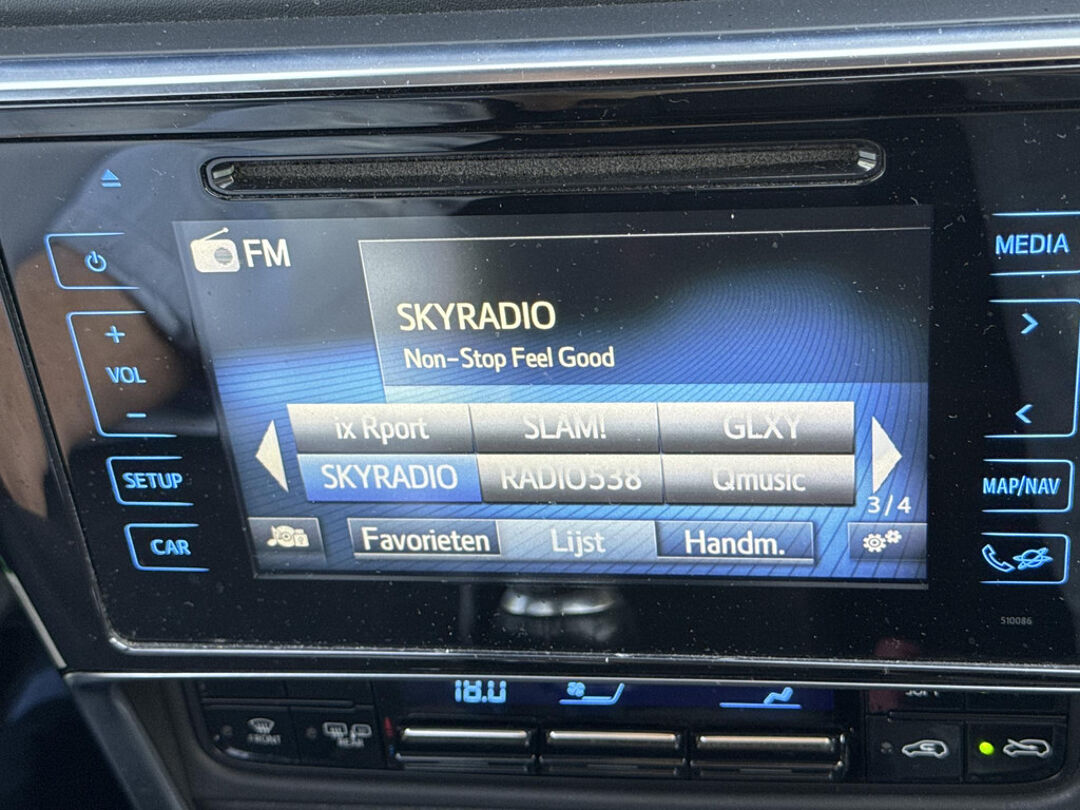 FM
MEDIA
VOL
SKYRADIO
Non-Stop Feel Good
ix Rport SLAM! GLXY
SKYRADIO RADIO538 Qmusic
3/4
SETUP
MAP/NAV
CAR
Favorieten Lijst Handm.
510086
18.0
FRONT
REAR